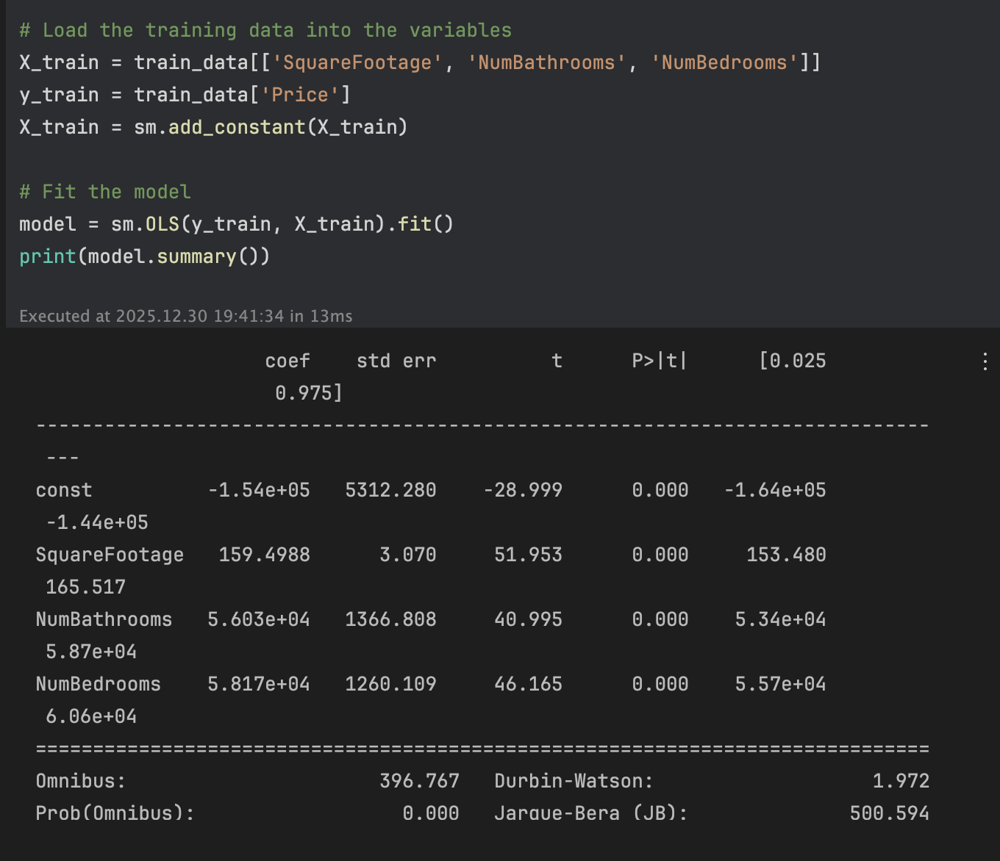 # Load the training data into the variables
X_train = train_data[['SquareFootage', 'NumBathrooms', 'NumBedrooms']]
y_train = train_data['Price']
X_train = sm.add_constant(X_train)
# Fit the model
model = sm.OLS(y_train, X_train).fit()
print(model.summary())
Executed at 2025.12.30 19:41:34 in 13ms
coef    std err          t      P>|t|      [0.025
0.975]
------------------------------------------------------------------------------
---
const          -1.54e+05   5312.280    -28.999      0.000   -1.64e+05
-1.44e+05
SquareFootage   159.4988      3.070     51.953      0.000     153.480
165.517
NumBathrooms   5.603e+04   1366.808     40.995      0.000    5.34e+04
5.87e+04
NumBedrooms    5.817e+04   1260.109     46.165      0.000    5.57e+04
6.06e+04
==============================================================================
Omnibus:                      396.767   Durbin-Watson:                   1.972
Prob(Omnibus):                  0.000   Jarque-Bera (JB):              500.594